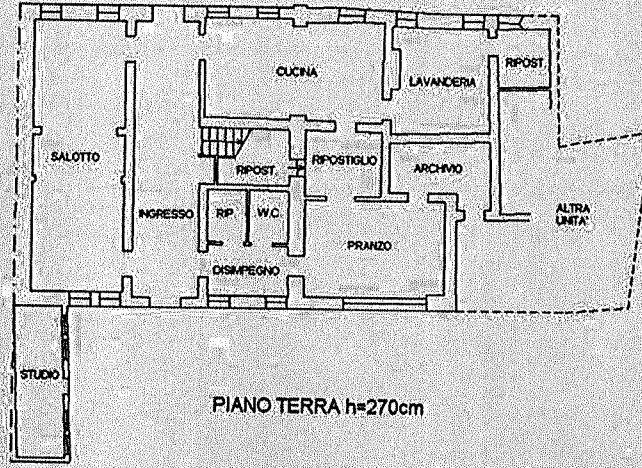 CUCINA
LAVANDERIA
RIPOST.
SALOTTO
RIPOST.
RIPOSTIGLIO
ARCHIVIO
INGRESSO
RIP.
W.C.
ALTRA
UNITA'
PRANZO
DISIMPEGNO
STUDIO
PIANO TERRA h=270cm